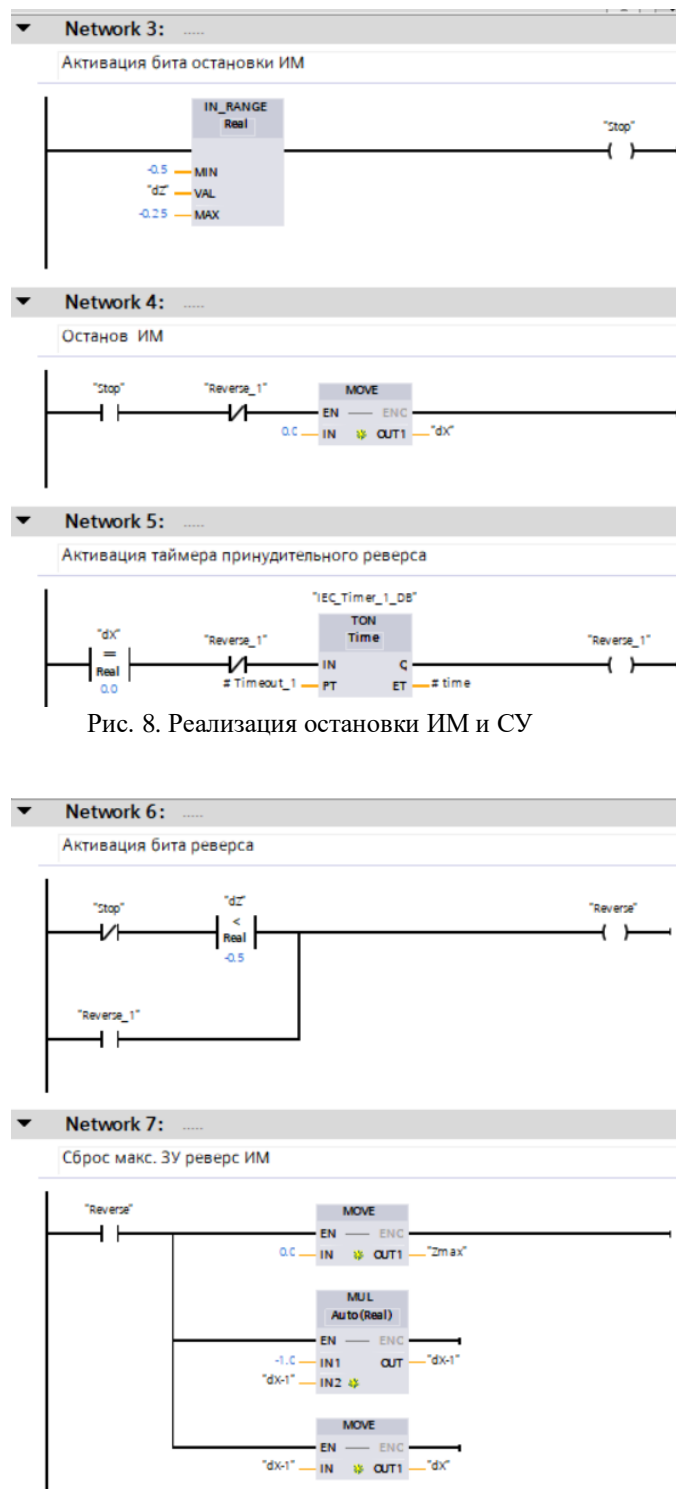 Network 3: .....
Активация бита остановки ИМ
IN_RANGE
Real
"Stop"
-0.5 MIN
"dZ" VAL
-0.25 MAX
Network 4: .....
Останов ИМ
"Stop" "Reverse_1" MOVE
EN ENC
0.0 IN OUT1 "dX"
Network 5: .....
Активация таймера принудительного реверса
"IEC_Timer_1_DB"
TON
"dX" "Reverse_1" Time "Reverse_1"
== IN Q
Real #Timeout_1 PT ET #time
0.0
Рис. 8. Реализация остановки ИМ и СУ
Network 6: .....
Активация бита реверса
"Stop" "dZ" "Reverse"
<
Real
-0.5
"Reverse_1"
Network 7: .....
Сброс макс. ЗУ реверс ИМ
"Reverse" MOVE
EN ENC
0.0 IN OUT1 "Zmax"
MUL
Auto (Real)
EN ENC
-1.0 IN1 OUT "dX-1"
"dX-1" IN2
MOVE
EN ENC
"dX-1" IN OUT1 "dX"